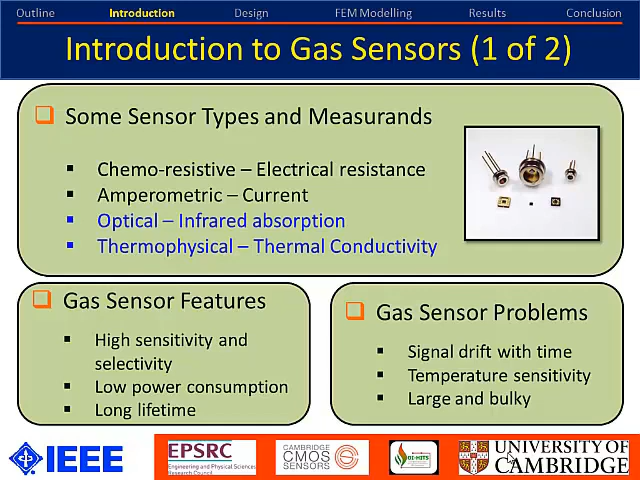 Outline Introduction Design FEM Modelling Results Conclusion
Introduction to Gas Sensors (1 of 2)
Some Sensor Types and Measurands
Chemo-resistive – Electrical resistance
Amperometric – Current
Optical – Infrared absorption
Thermophysical – Thermal Conductivity
Gas Sensor Features
High sensitivity and
selectivity
Low power consumption
Long lifetime
Gas Sensor Problems
Signal drift with time
Temperature sensitivity
Large and bulky
IEEE
EPSRC
Engineering and Physical Sciences
Research Council
CAMBRIDGE
CMOS
SENSORS
UNIVERSITY OF
CAMBRIDGE